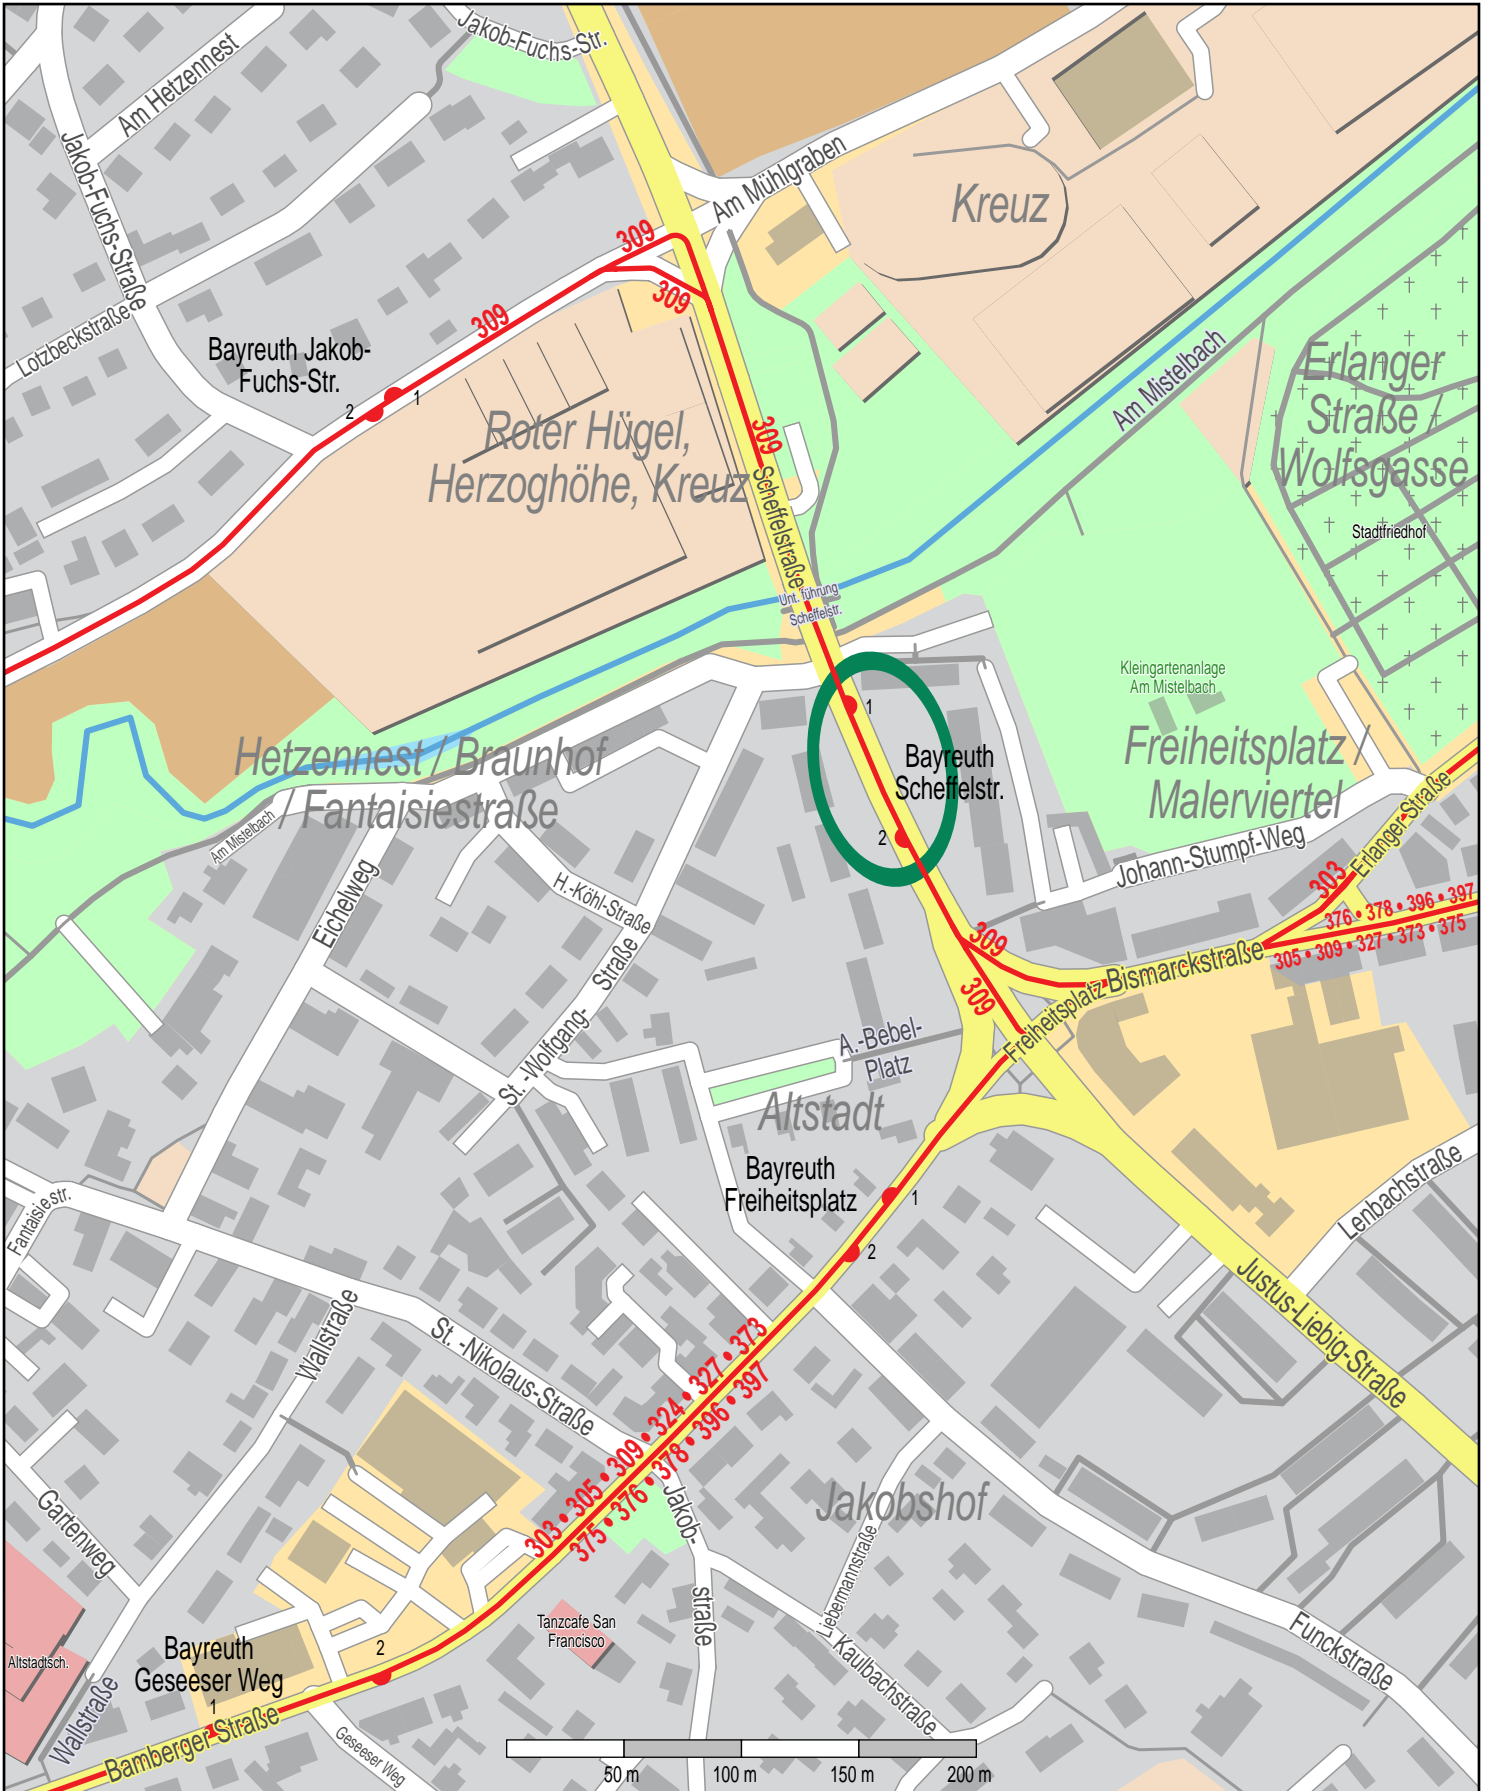 Jakob-Fuchs-Str.
Am Hetzennest
Jakob-Fuchs-Straße
Am Mühlgraben
Kreuz
309
309
309
Lotzbeckstraße
Bayreuth Jakob-
Fuchs-Str.
1
2
Am Mistelbach
Erlanger
Straße /
Wolfsgasse
Stadtfriedhof
Roter Hügel,
Herzoghöhe, Kreuz
309
Scheffelstraße
Unt. führung
Scheffelstr.
Kleingartenanlage
Am Mistelbach
1
Bayreuth
Scheffelstr.
2
Freiheitsplatz /
Malerviertel
Hetzennest / Braunhof
/ Fantaisiestraße
Am Mistelbach
Eichelweg
H.-Köhl-Straße
Johann-Stumpf-Weg
Erlanger Straße
303
376 • 378 • 396 • 397
305 • 309 • 327 • 373 • 375
309
309
Freiheitsplatz
Bismarckstraße
St.-Wolfgang-
Straße
A.-Bebel-
Platz
Altstadt
Bayreuth
Freiheitsplatz
1
2
Fantaisiestr.
Lenbachstraße
Justus-Liebig-Straße
Wallstraße
St. -Nikolaus-Straße
303 • 305 • 309 • 324 • 327 • 373
375 • 376 • 378 • 396 • 397
Jakobshof
Gartenweg
Jakob-
straße
Liebermannstraße
Tanzcafe San
Francisco
Kaulbachstraße
Funckstraße
Altstadtsch.
Bayreuth
Geseeser Weg
1
2
Wallstraße
Bamberger Straße
Geseeser Weg
50 m
100 m
150 m
200 m